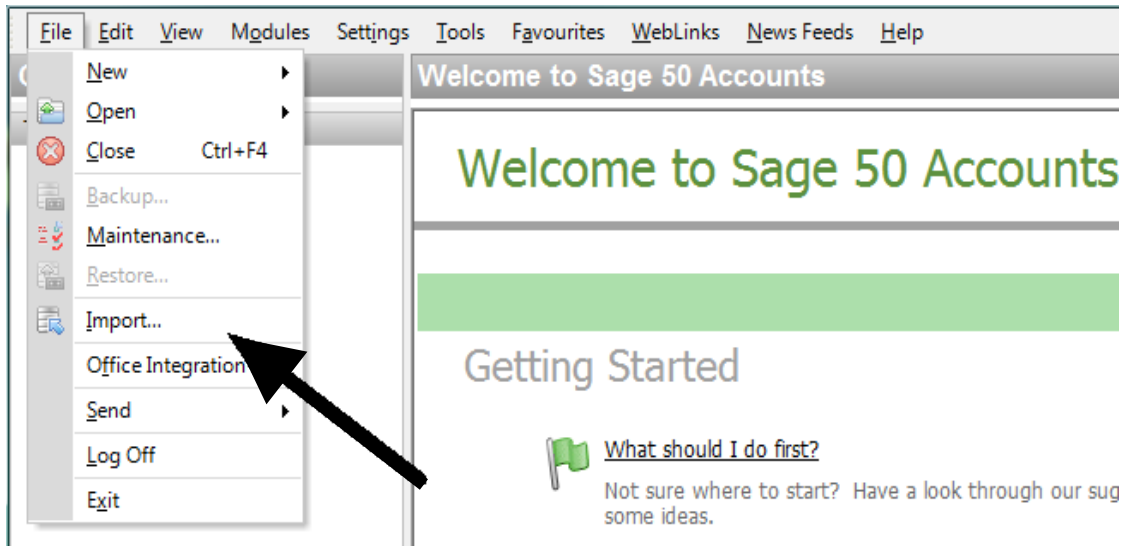 File Edit View Modules Settings Tools Favourites WebLinks News Feeds Help
Welcome to Sage 50 Accounts
New
Open
Close Ctrl+F4
Backup...
Maintenance...
Restore...
Import...
Office Integration
Send
Log Off
Exit
Welcome to Sage 50 Accounts
Getting Started
What should I do first?
Not sure where to start? Have a look through our
some ideas.